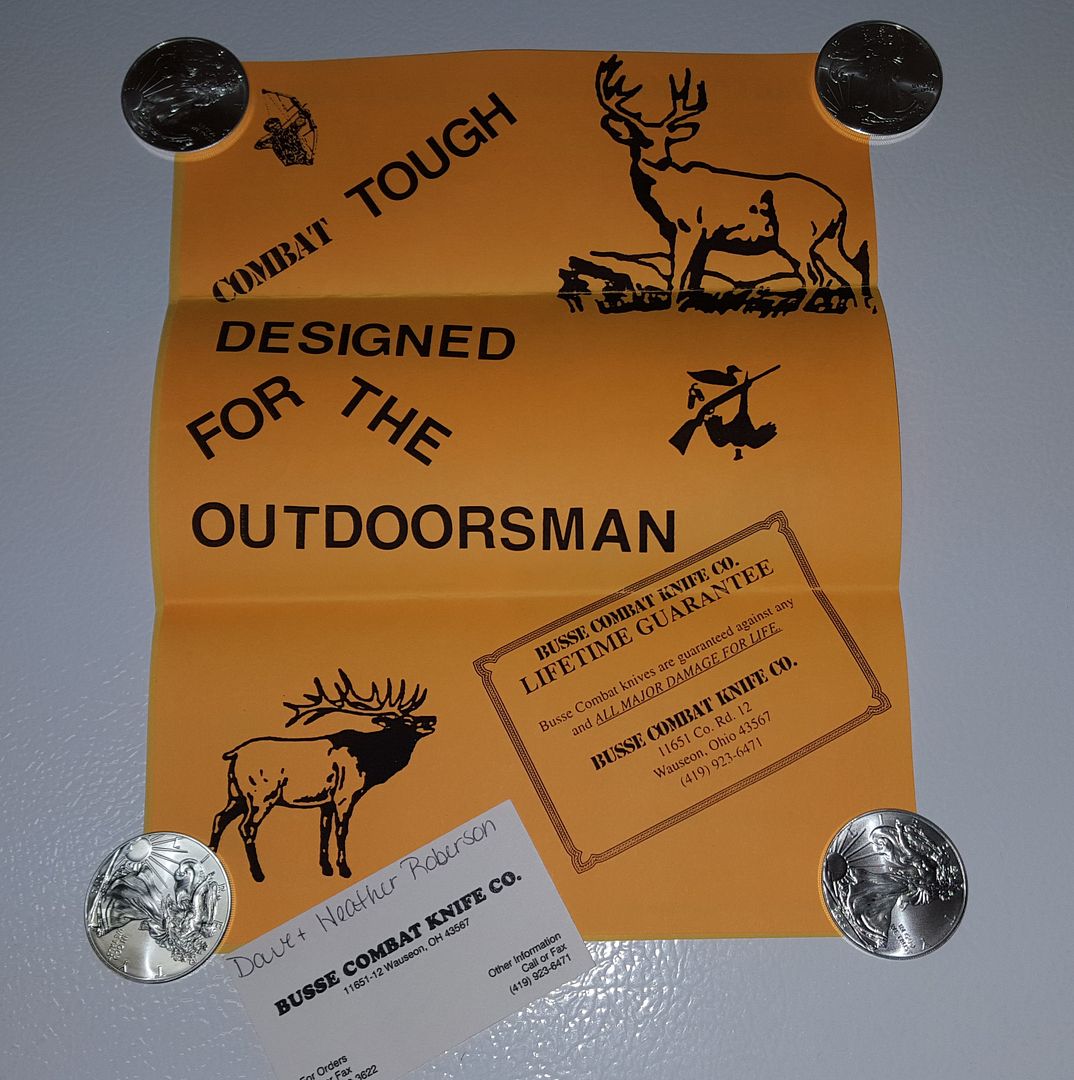 COMBAT TOUGH
DESIGNED
FOR THE
OUTDOORSMAN
BUSSE COMBAT KNIFE CO.
LIFETIME GUARANTEE
Busse Combat knives are guaranteed against any
and ALL MAJOR DAMAGE FOR LIFE.
BUSSE COMBAT KNIFE CO.
11651 Co. Rd. 12
Wauseon, Ohio 43567
(419) 923-6471
Dave + Heather Roberson
BUSSE COMBAT KNIFE CO.
11651-12 Wauseon, OH 43567
Other Information
Call or Fax
(419) 923-6471
For Orders
or Fax
3622